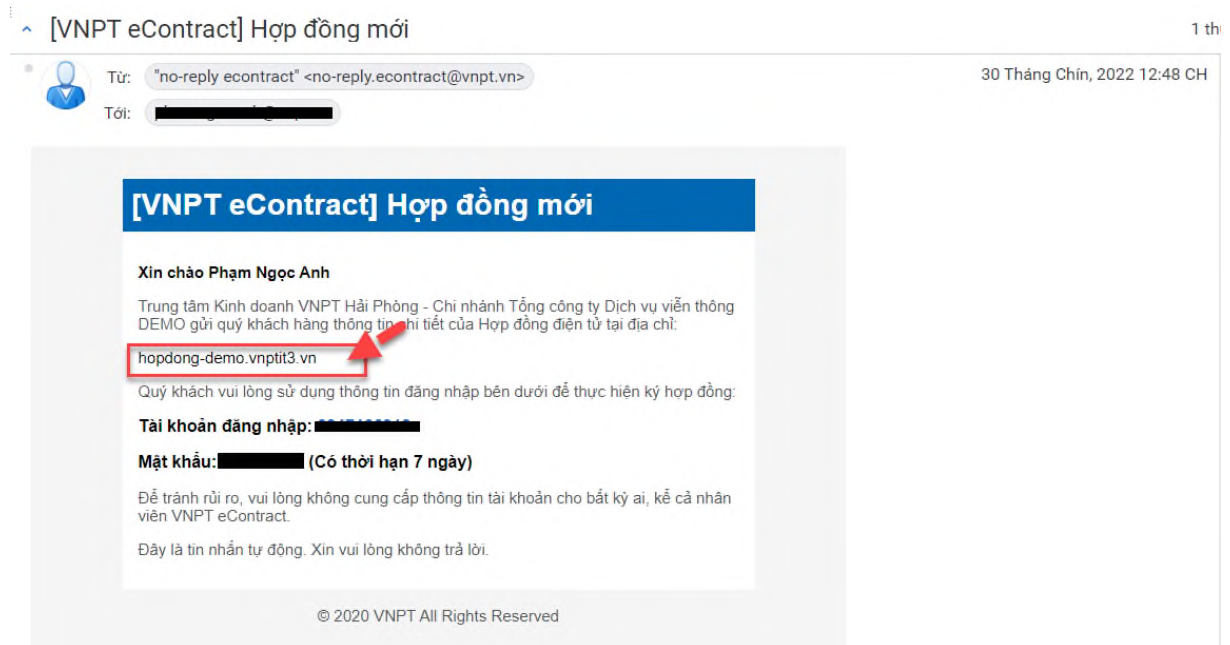 [VNPT eContract] Hợp đồng mới
1
Từ: "no-reply econtract" <no-reply.econtract@vnpt.vn>
30 Tháng Chín, 2022 12:48 CH
Tới:
[VNPT eContract] Hợp đồng mới
Xin chào Phạm Ngọc Anh
Trung tâm Kinh doanh VNPT Hải Phòng - Chi nhánh Tổng công ty Dịch vụ viễn thông
DEMO gửi quý khách hàng thông tin chi tiết của Hợp đồng điện tử tại địa chỉ:
hopdong-demo.vnptit3.vn
Quý khách vui lòng sử dụng thông tin đăng nhập bên dưới để thực hiện ký hợp đồng:
Tài khoản đăng nhập:
Mật khẩu: (Có thời hạn 7 ngày)
Để tránh rủi ro, vui lòng không cung cấp thông tin tài khoản cho bất kỳ ai, kể cả nhân
viên VNPT eContract.
Đây là tin nhắn tự động. Xin vui lòng không trả lời.
© 2020 VNPT All Rights Reserved